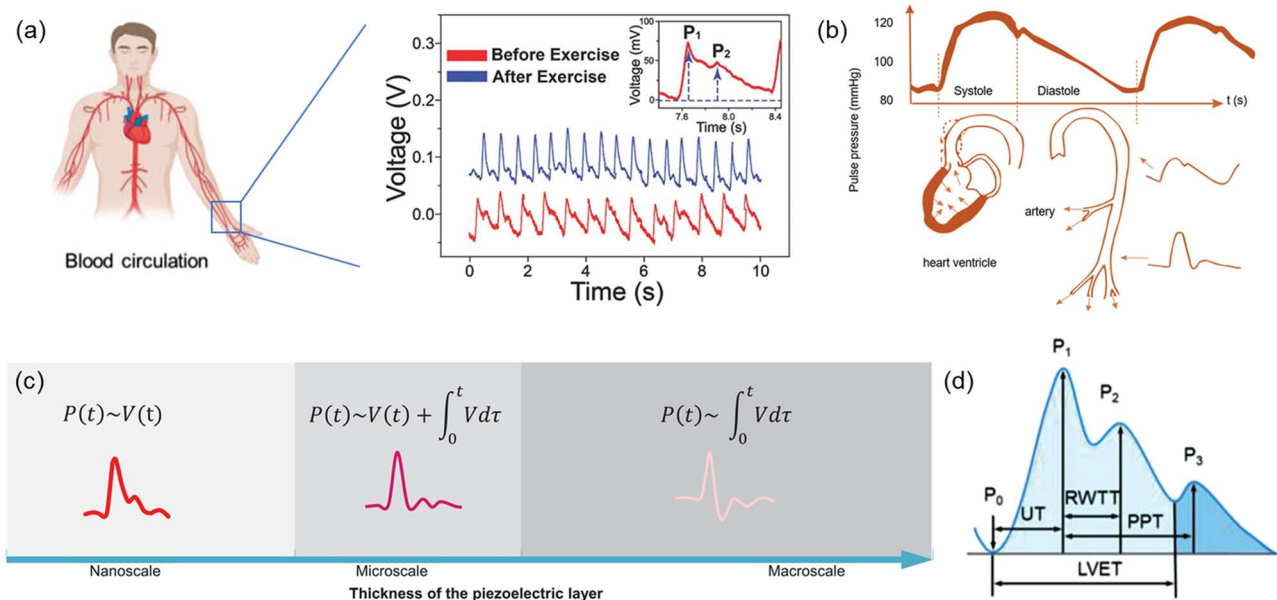 (a)
Blood circulation
Voltage (V)
0.3
0.2
0.1
0.0
Before Exercise
After Exercise
0
2
4
6
8
10
Time (s)
Voltage (mV)
100
50
0
P1
P2
7.6
8.0
8.4
Time (s)
(b)
Pulse pressure (mmHg)
120
100
80
Systole
Diastole
t (s)
artery
heart ventricle
(c)
P(t)~V(t)
P(t)~V(t) + ∫₀ᵗ Vdτ
P(t)~ ∫₀ᵗ Vdτ
Nanoscale
Microscale
Macroscale
Thickness of the piezoelectric layer
(d)
P1
P2
P3
P0
UT
RWTT
PPT
LVET